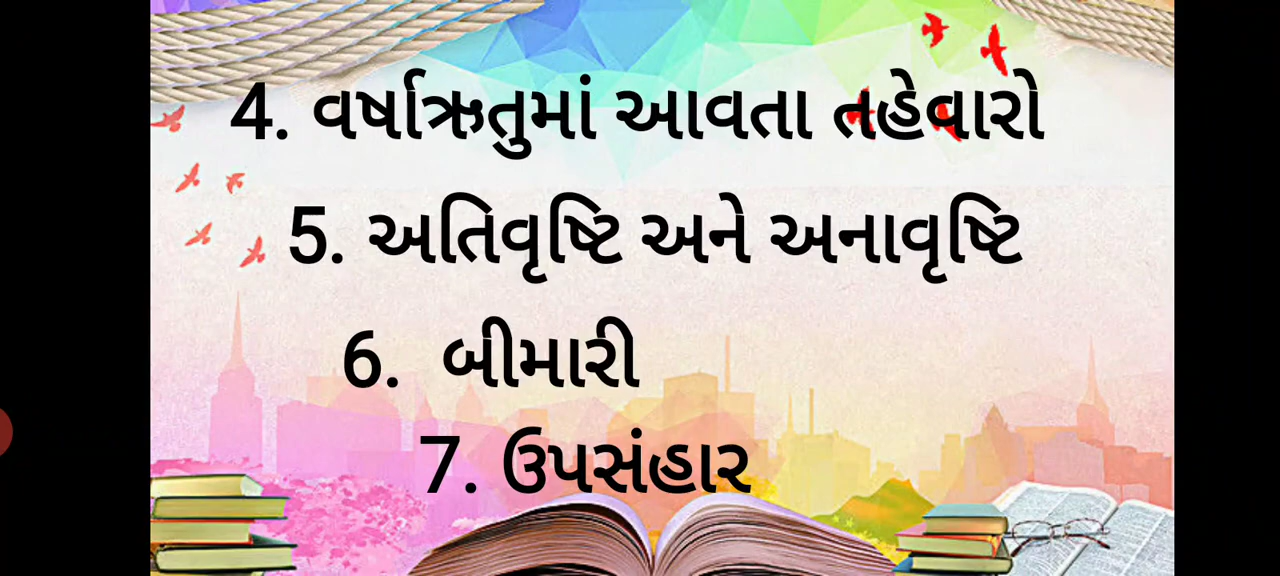 4. વર્ષાઋતુમાં આવતા તહેવારો
5. અતિવૃષ્ટિ અને અનાવૃષ્ટિ
6. બીમારી
7. ઉપસંહાર